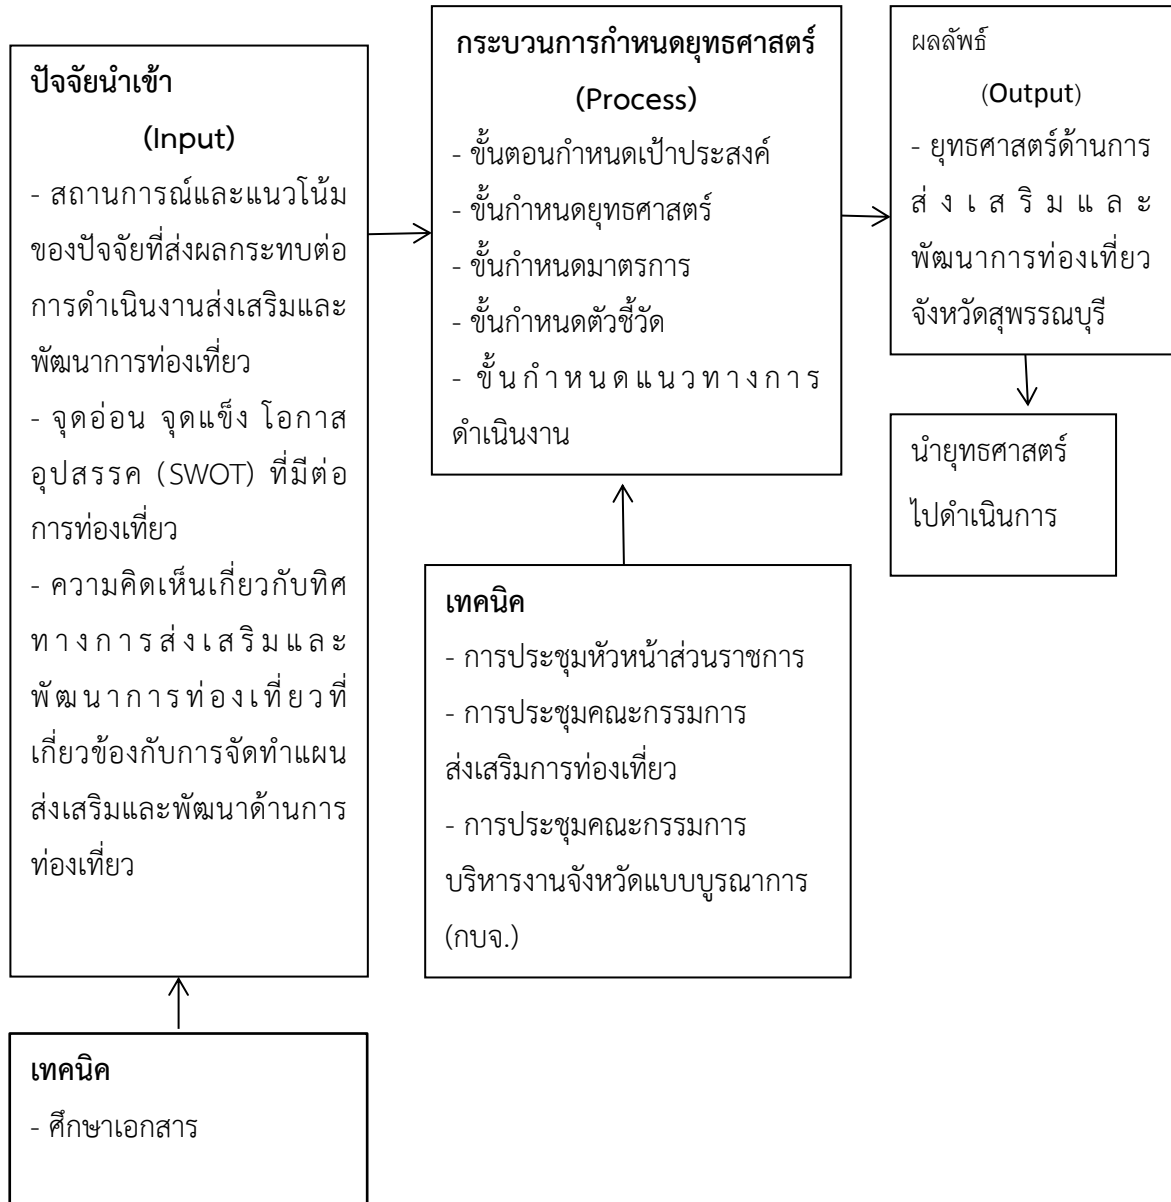 ปัจจัยนำเข้า
(Input)
- สถานการณ์และแนวโน้ม
ของปัจจัยที่ส่งผลกระทบต่อ
การดำเนินงานส่งเสริมและ
พัฒนาการท่องเที่ยว
- จุดอ่อน จุดแข็ง โอกาส
อุปสรรค (SWOT) ที่มีต่อ
การท่องเที่ยว
- ความคิดเห็นเกี่ยวกับทิศ
ทางการส่งเสริมและ
พัฒนาการท่องเที่ยวที่
เกี่ยวข้องกับการจัดทำแผน
ส่งเสริมและพัฒนาด้านการ
ท่องเที่ยว
เทคนิค
- ศึกษาเอกสาร
กระบวนการกำหนดยุทธศาสตร์
(Process)
- ขั้นตอนกำหนดเป้าประสงค์
- ขั้นกำหนดยุทธศาสตร์
- ขั้นกำหนดมาตรการ
- ขั้นกำหนดตัวชี้วัด
- ขั้นกำหนดแนวทางการ
ดำเนินงาน
เทคนิค
- การประชุมหัวหน้าส่วนราชการ
- การประชุมคณะกรรมการ
ส่งเสริมการท่องเที่ยว
- การประชุมคณะกรรมการ
บริหารงานจังหวัดแบบบูรณาการ
(กบจ.)
ผลลัพธ์
(Output)
- ยุทธศาสตร์ด้านการ
ส่งเสริมและ
พัฒนาการท่องเที่ยว
จังหวัดสุพรรณบุรี
นำยุทธศาสตร์
ไปดำเนินการ